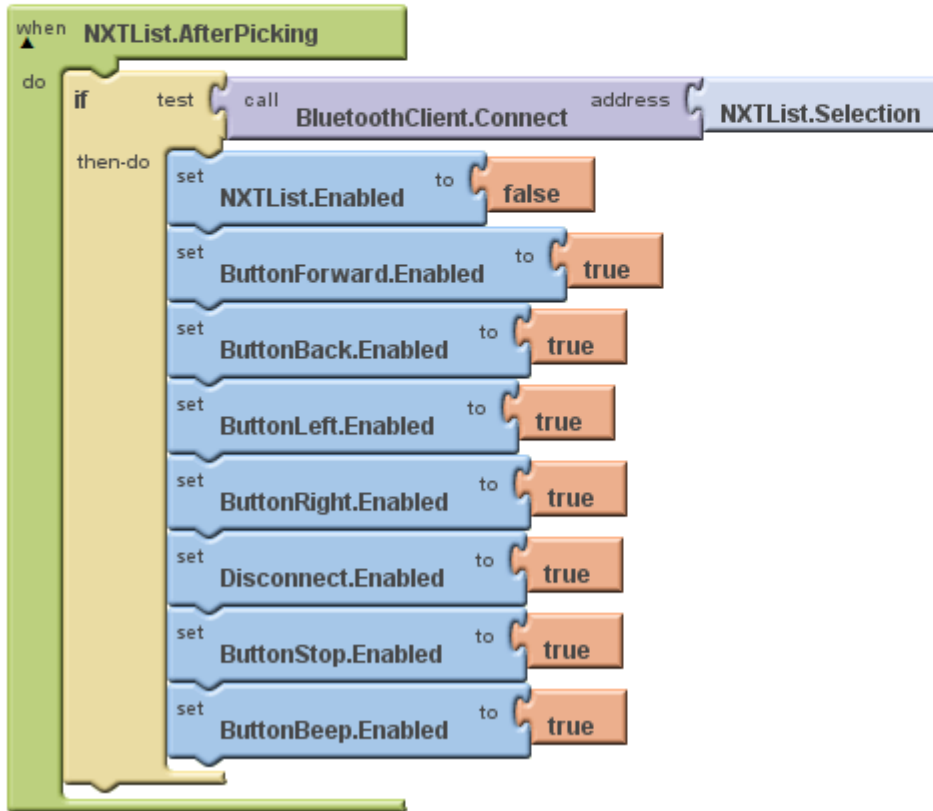 when NXTList.AfterPicking
do if test call BluetoothClient.Connect address NXTList.Selection
then-do set NXTList.Enabled to false
set ButtonForward.Enabled to true
set ButtonBack.Enabled to true
set ButtonLeft.Enabled to true
set ButtonRight.Enabled to true
set Disconnect.Enabled to true
set ButtonStop.Enabled to true
set ButtonBeep.Enabled to true